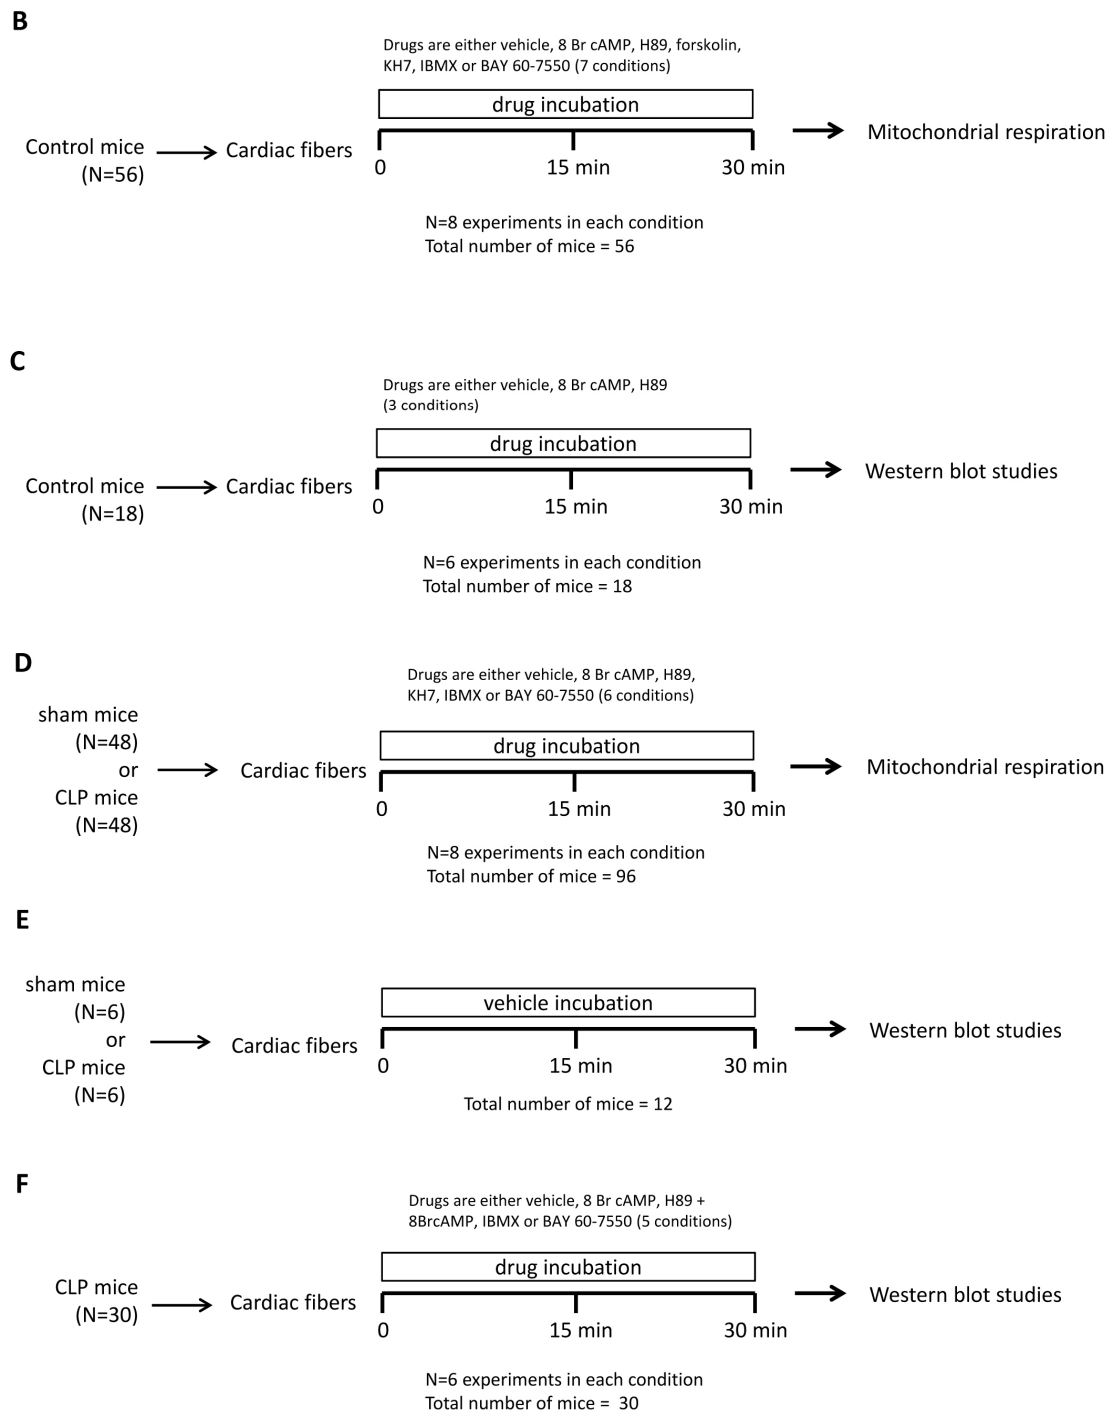 B
Drugs are either vehicle, 8 Br cAMP, H89, forskolin,
KH7, IBMX or BAY 60-7550 (7 conditions)
drug incubation
Control mice
(N=56)
Cardiac fibers
0
15 min
30 min
Mitochondrial respiration
N=8 experiments in each condition
Total number of mice = 56
C
Drugs are either vehicle, 8 Br cAMP, H89
(3 conditions)
drug incubation
Control mice
(N=18)
Cardiac fibers
0
15 min
30 min
Western blot studies
N=6 experiments in each condition
Total number of mice = 18
D
Drugs are either vehicle, 8 Br cAMP, H89,
KH7, IBMX or BAY 60-7550 (6 conditions)
sham mice
(N=48)
or
CLP mice
(N=48)
Cardiac fibers
drug incubation
0
15 min
30 min
Mitochondrial respiration
N=8 experiments in each condition
Total number of mice = 96
E
sham mice
(N=6)
or
CLP mice
(N=6)
Cardiac fibers
vehicle incubation
0
15 min
30 min
Western blot studies
Total number of mice = 12
F
Drugs are either vehicle, 8 Br cAMP, H89 +
8BrcAMP, IBMX or BAY 60-7550 (5 conditions)
drug incubation
CLP mice
(N=30)
Cardiac fibers
0
15 min
30 min
Western blot studies
N=6 experiments in each condition
Total number of mice = 30